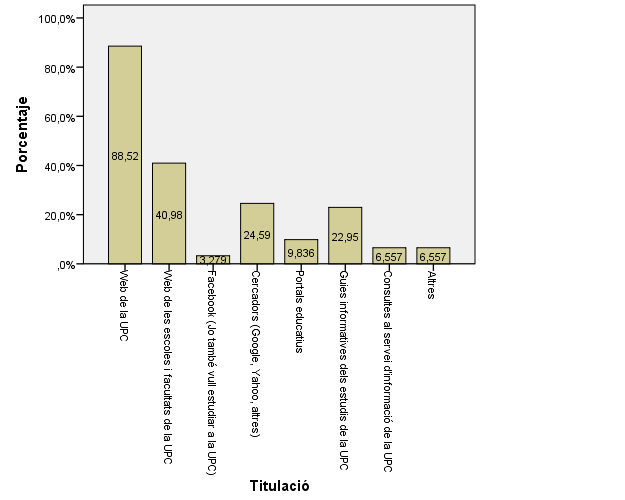 Porcentaje
100,0%
80,0%
60,0%
40,0%
20,0%
,0%
88,52
40,98
3,279
24,59
9,836
22,95
6,557
6,557
Web de la UPC
Web de les escoles i facultats de la UPC
Facebook (Jo també vull estudiar a la UPC)
Cercadors (Google, Yahoo, altres)
Portals educatius
Guies informatives dels estudis de la UPC
Consultes al servei d'informació de la UPC
Altres
Titulació